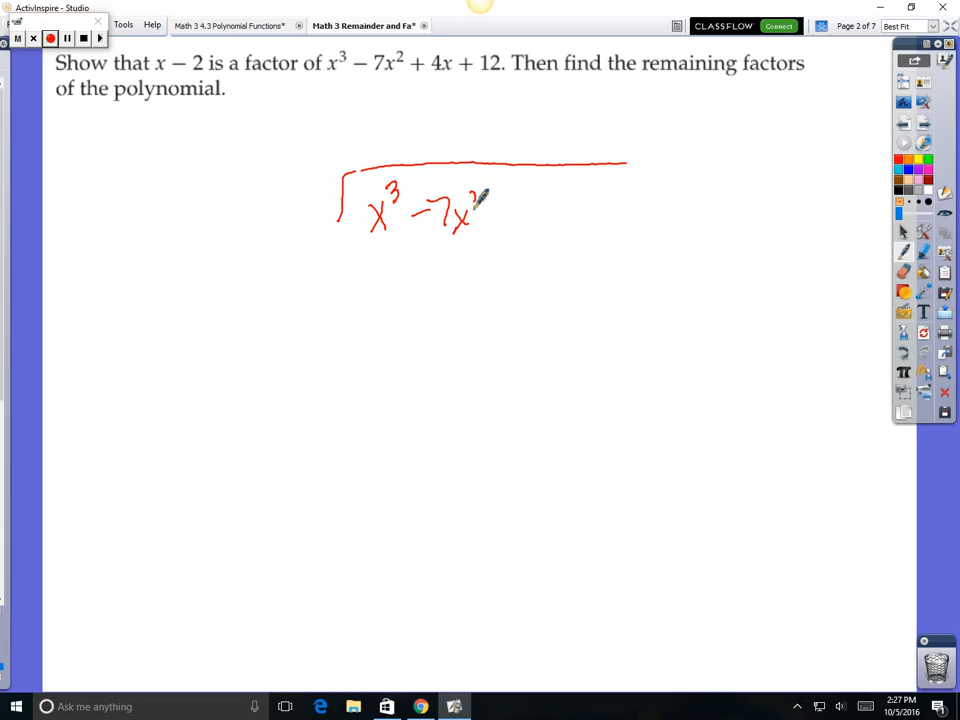 ActivInspire - Studio
Tools Help
Math 3 4.3 Polynomial Functions*
Math 3 Remainder and Fa*
CLASSFLOW
Connect
Page 2 of 7
Best Fit
M
Show that x − 2 is a factor of x³ − 7x² + 4x + 12. Then find the remaining factors
of the polynomial.
x³ −7x²
T
π
Ask me anything
2:27 PM
10/5/2016